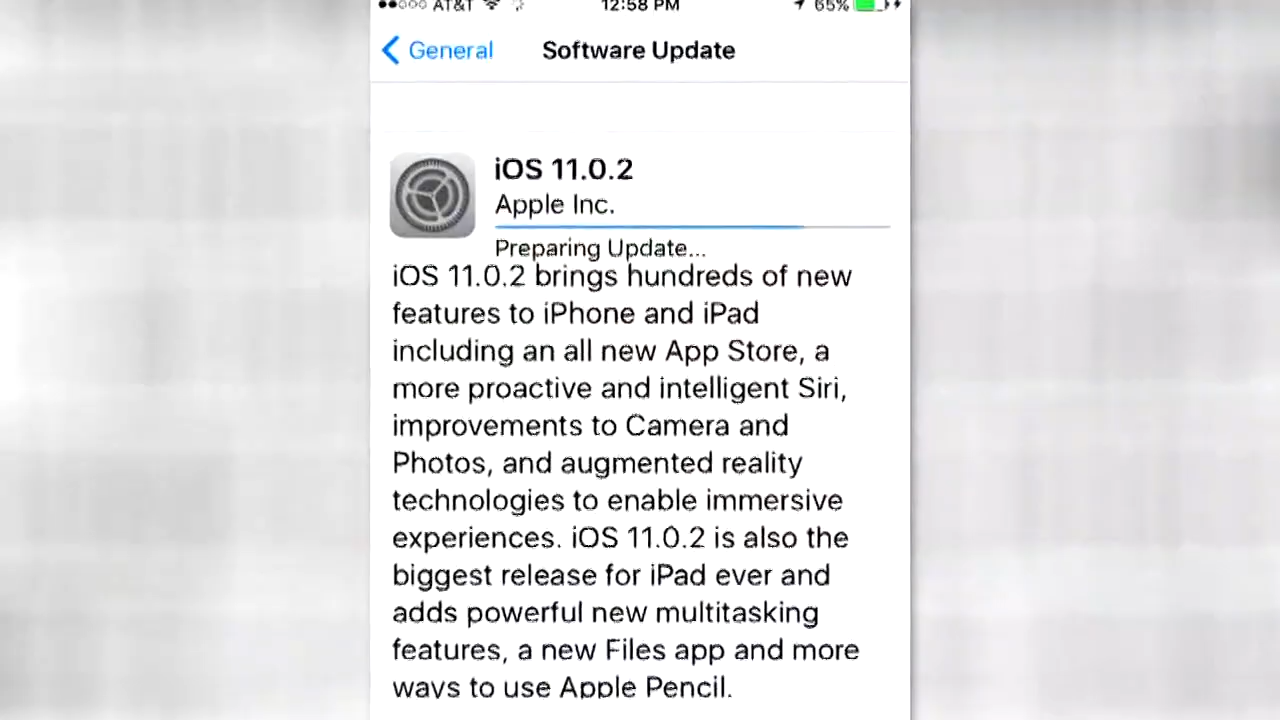 AT&T 12:58 PM 65%
General Software Update
iOS 11.0.2
Apple Inc.
Preparing Update...
iOS 11.0.2 brings hundreds of new
features to iPhone and iPad
including an all new App Store, a
more proactive and intelligent Siri,
improvements to Camera and
Photos, and augmented reality
technologies to enable immersive
experiences. iOS 11.0.2 is also the
biggest release for iPad ever and
adds powerful new multitasking
features, a new Files app and more
ways to use Apple Pencil.